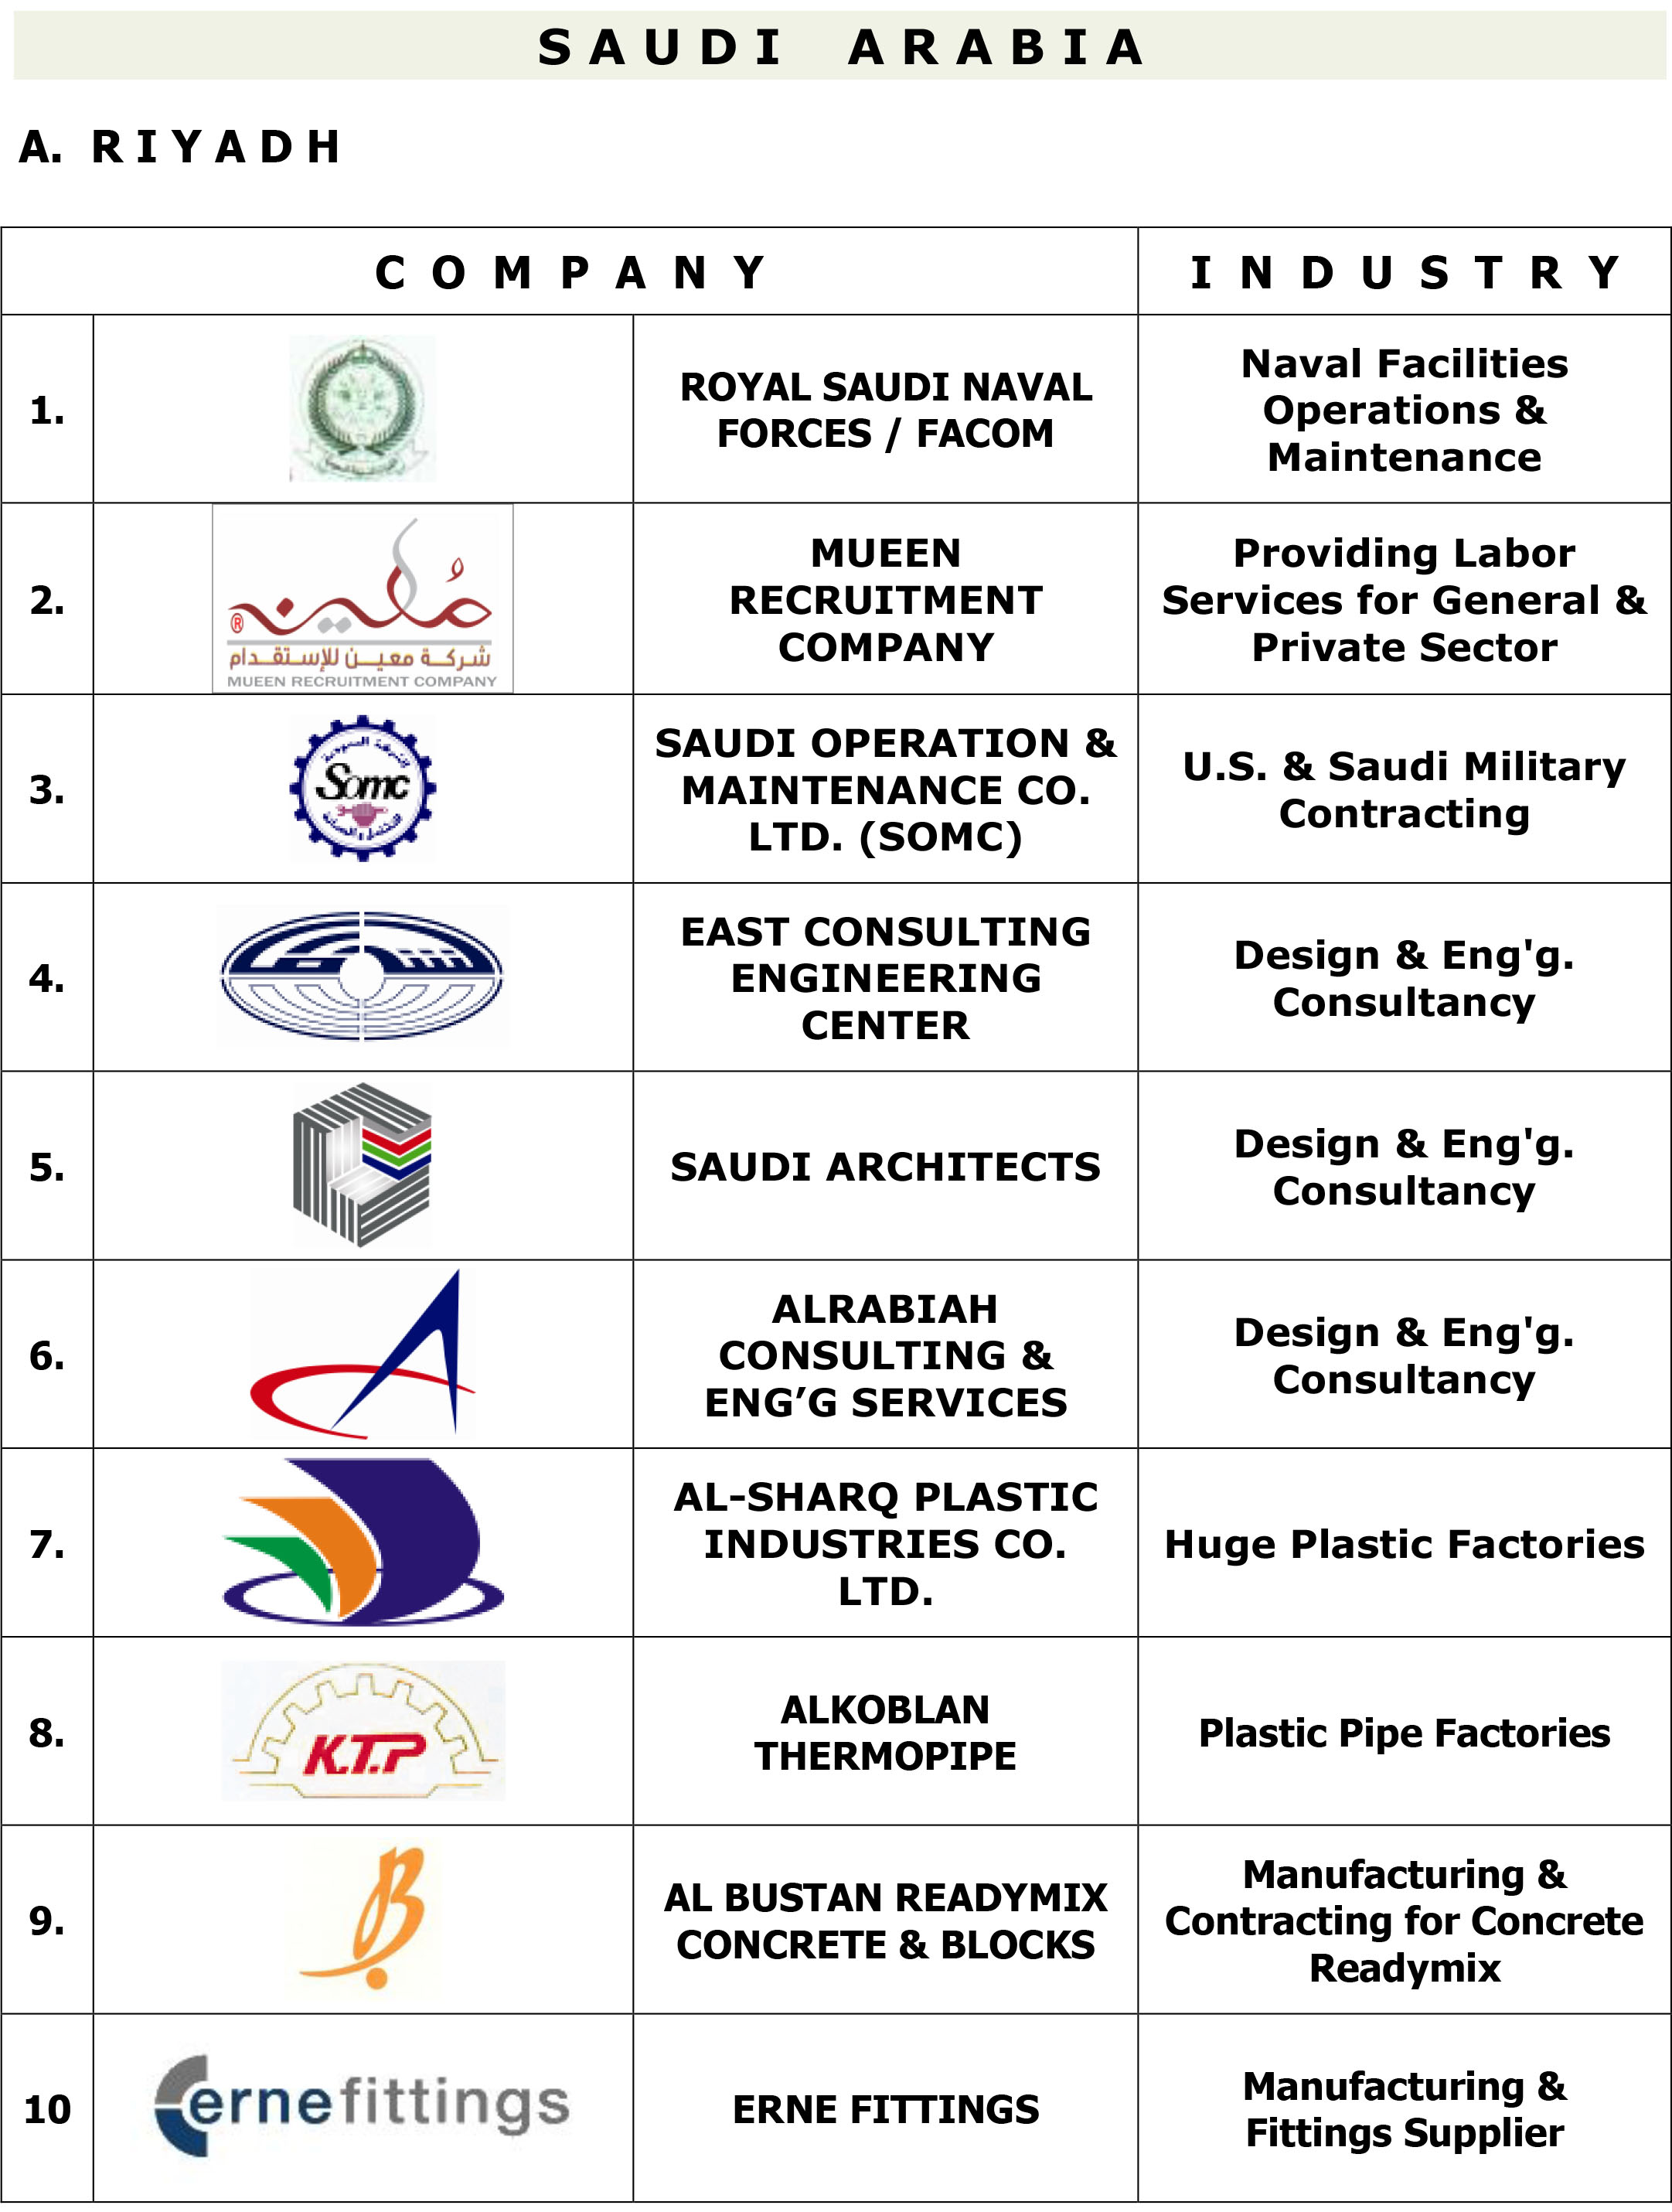 SAUDI ARABIA
A. RIYADH
COMPANY
INDUSTRY
1.
ROYAL SAUDI NAVAL
FORCES / FACOM
Naval Facilities
Operations &
Maintenance
2.
معين
®
شركة معين للإستقدام
MUEEN RECRUITMENT COMPANY
MUEEN
RECRUITMENT
COMPANY
Providing Labor
Services for General &
Private Sector
3.
الشركة السعودية
Somc
للتشغيل والصيانة
SAUDI OPERATION &
MAINTENANCE CO.
LTD. (SOMC)
U.S. & Saudi Military
Contracting
4.
EAST CONSULTING
ENGINEERING
CENTER
Design & Eng'g.
Consultancy
5.
SAUDI ARCHITECTS
Design & Eng'g.
Consultancy
6.
ALRABIAH
CONSULTING &
ENG’G SERVICES
Design & Eng'g.
Consultancy
7.
AL-SHARQ PLASTIC
INDUSTRIES CO.
LTD.
Huge Plastic Factories
8.
K.T.P
ALKOBLAN
THERMOPIPE
Plastic Pipe Factories
9.
B
AL BUSTAN READYMIX
CONCRETE & BLOCKS
Manufacturing &
Contracting for Concrete
Readymix
10
ernefittings
ERNE FITTINGS
Manufacturing &
Fittings Supplier